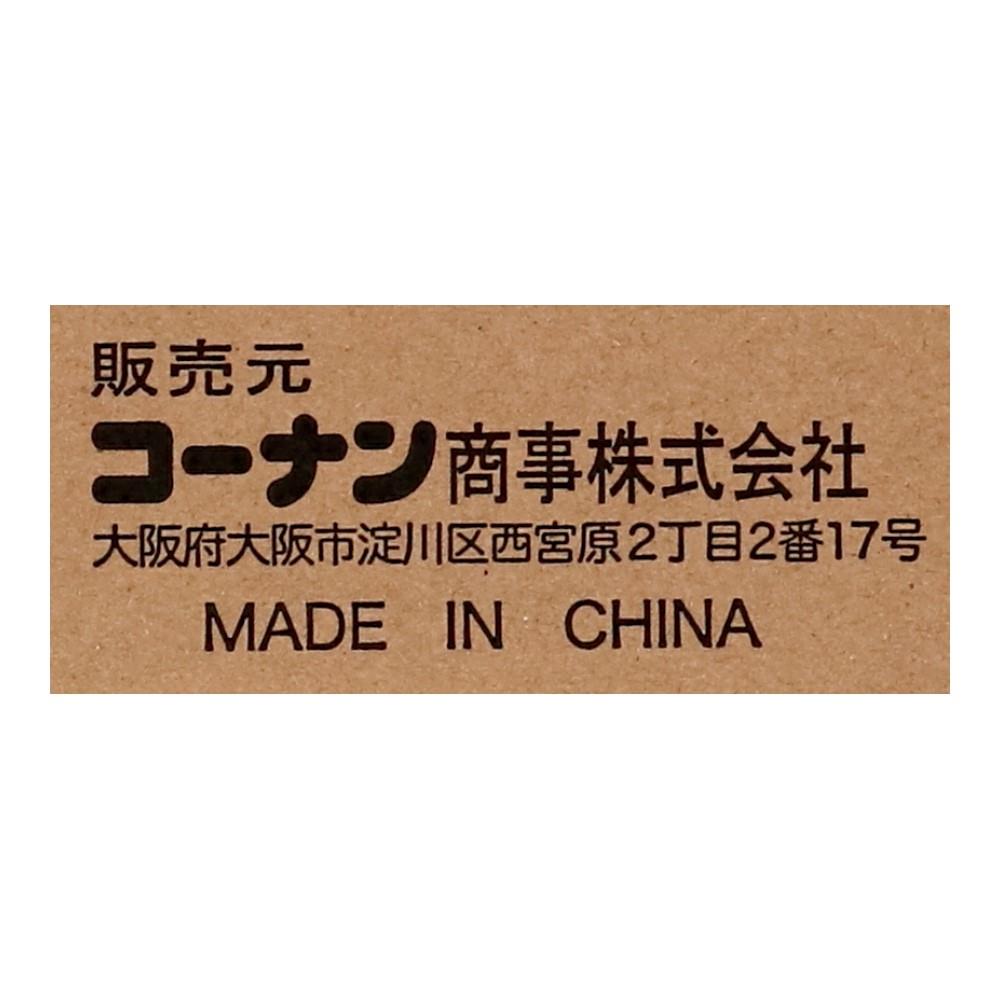 販売元
コーナン商事株式会社
大阪府大阪市淀川区西宮原2丁目2番17号
MADE IN CHINA